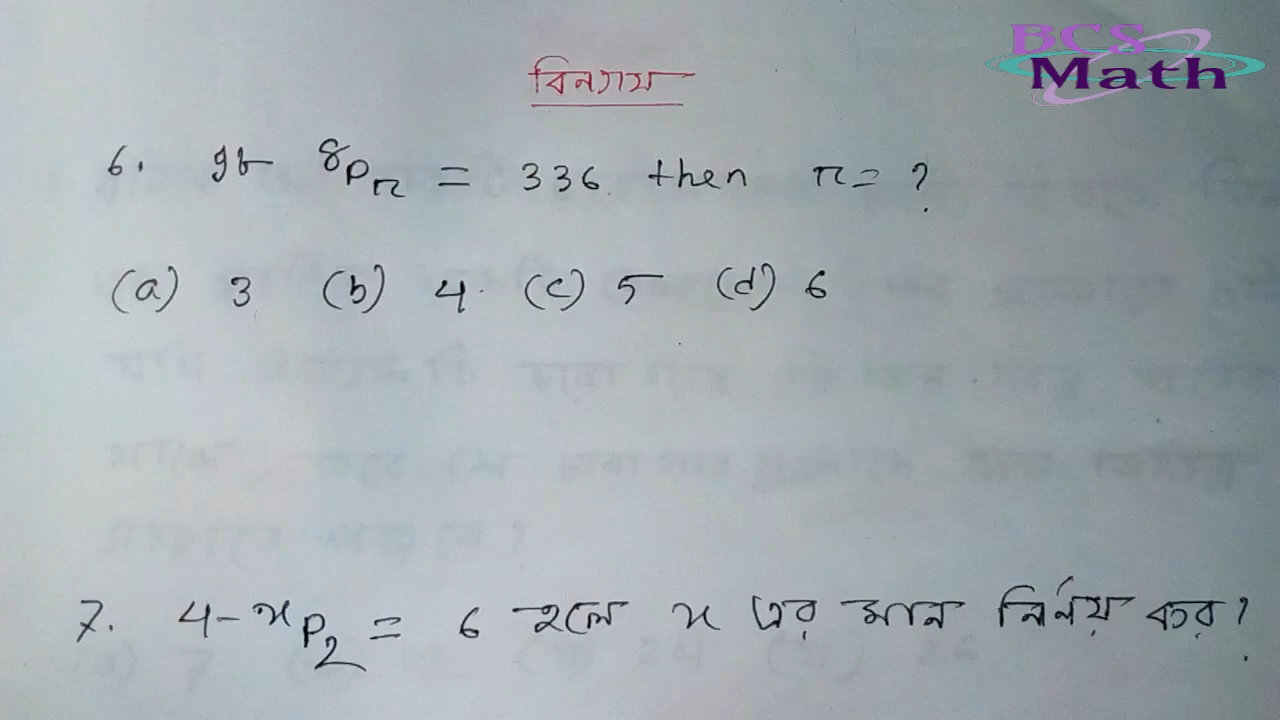 BCS
Math
বিন্যাস
6. If ⁸Pᵣ = 336 then r = ?
(a) 3 (b) 4 (c) 5 (d) 6
7. ⁴⁻ˣP₂ = 6 হলে x এর মান নির্ণয় কর?